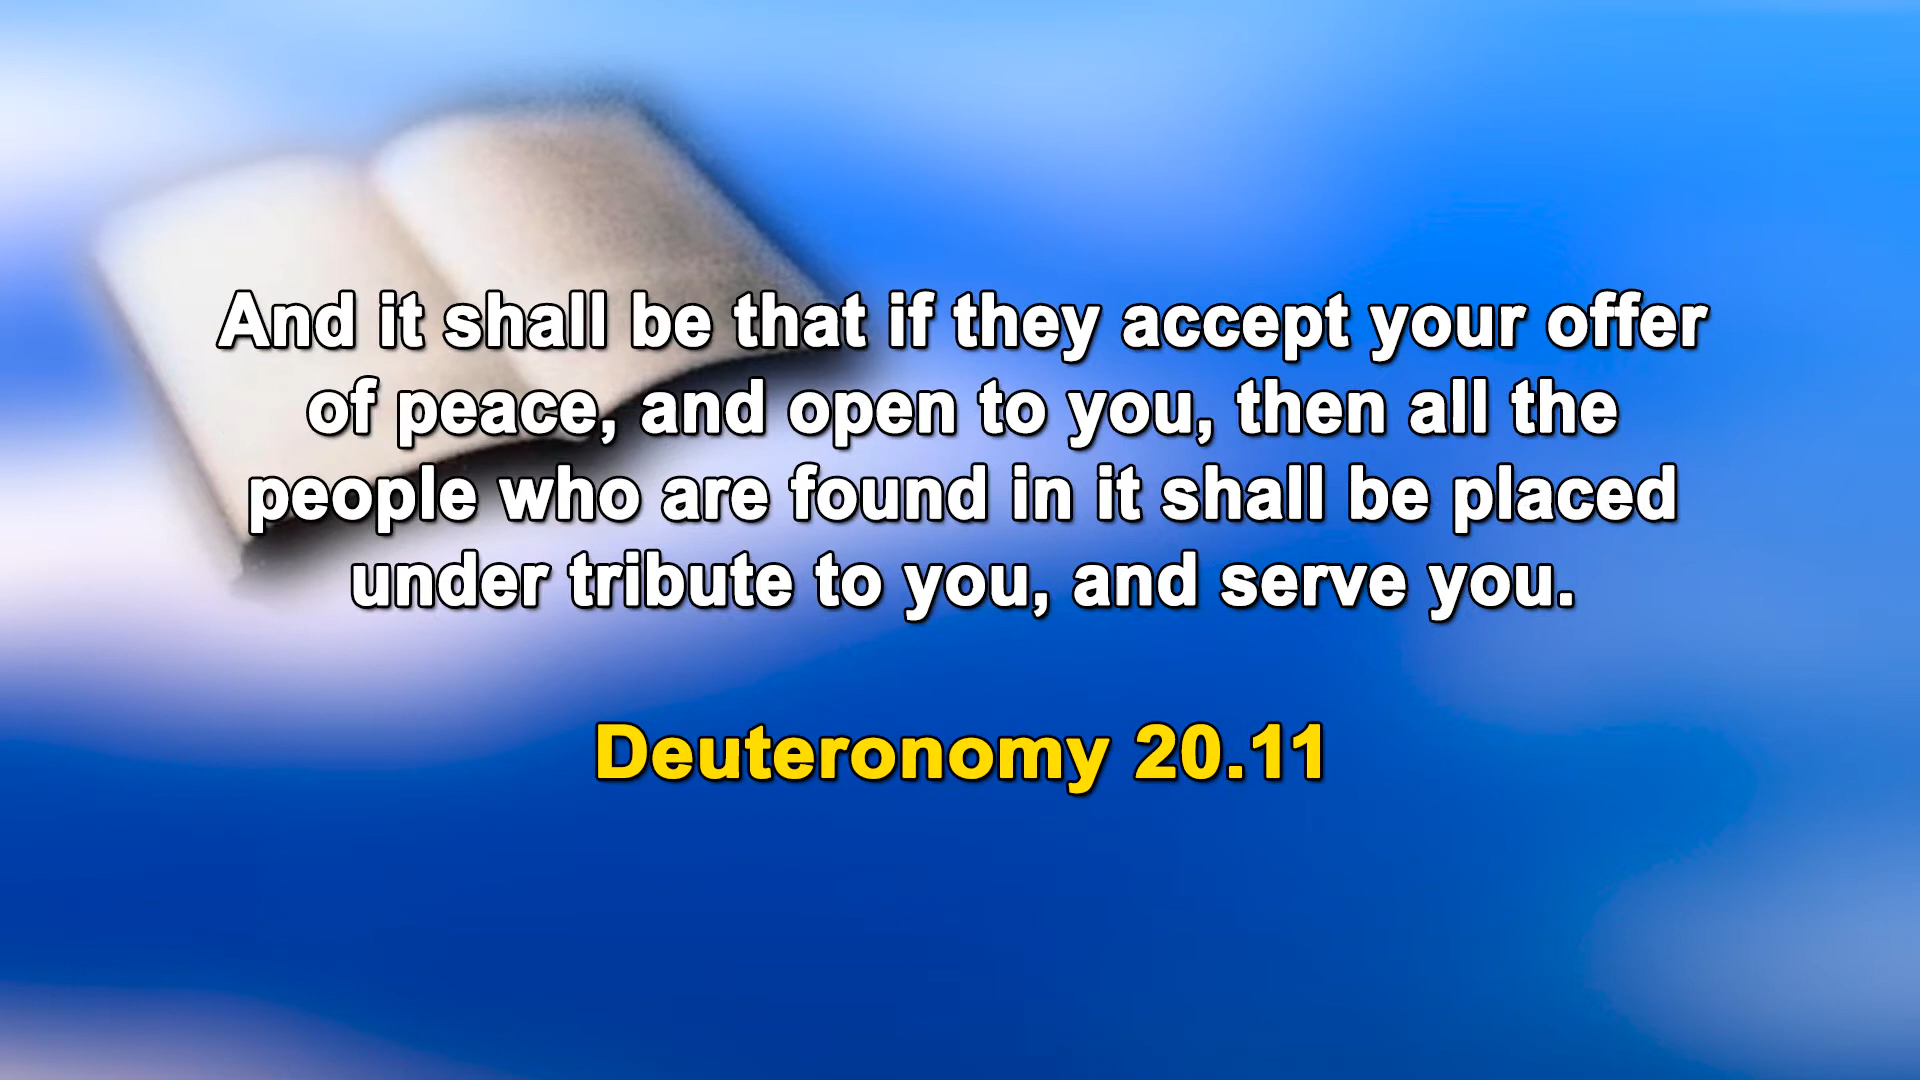 And it shall be that if they accept your offer
of peace, and open to you, then all the
people who are found in it shall be placed
under tribute to you, and serve you.
Deuteronomy 20.11